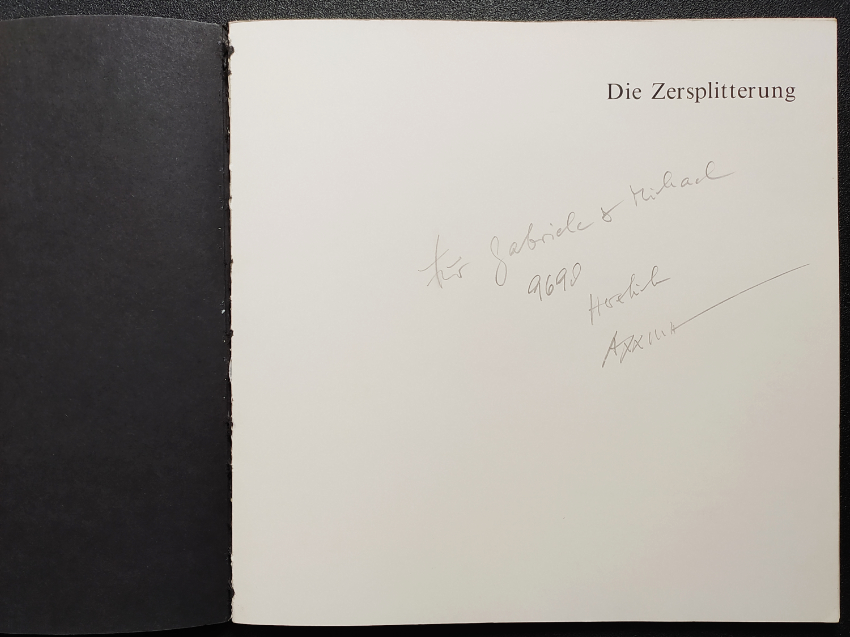 Die Zersplitterung
für Gabriele & Michael
9698
Herzlich